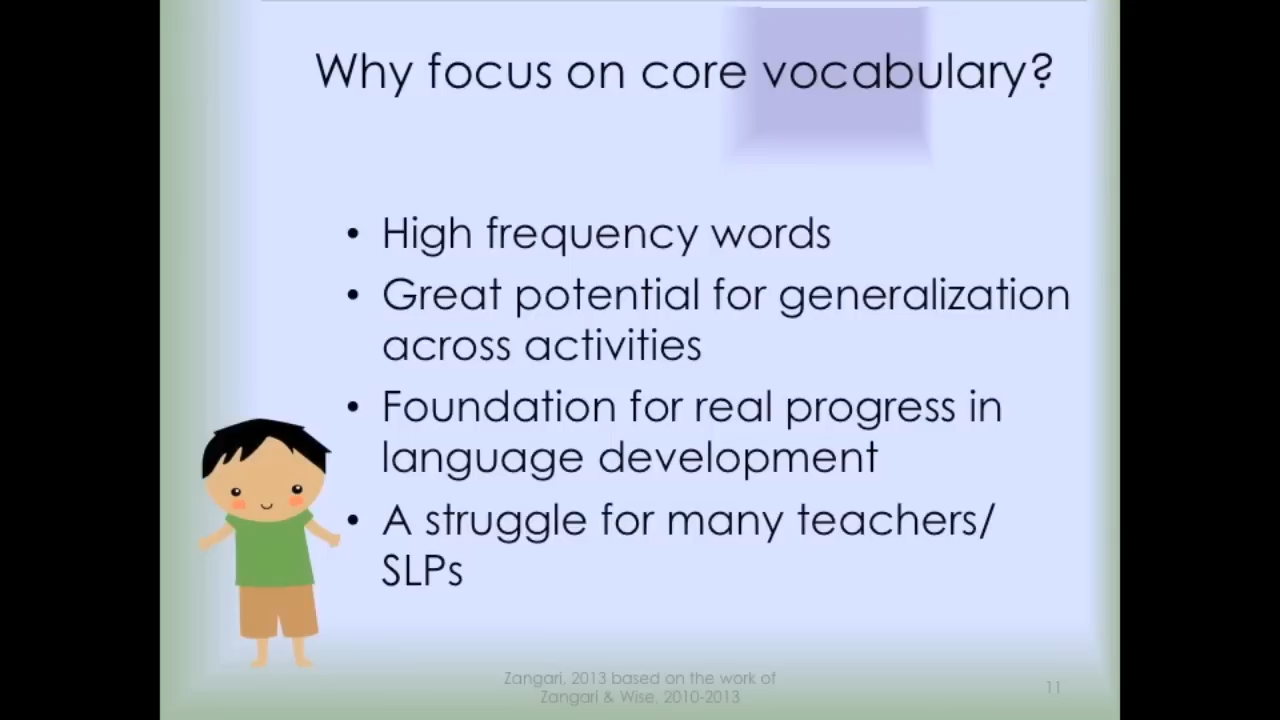 Why focus on core vocabulary?
• High frequency words
• Great potential for generalization
across activities
• Foundation for real progress in
language development
• A struggle for many teachers/
SLPs
Zangari, 2013 based on the work of
Zangari & Wise, 2010-2013
11